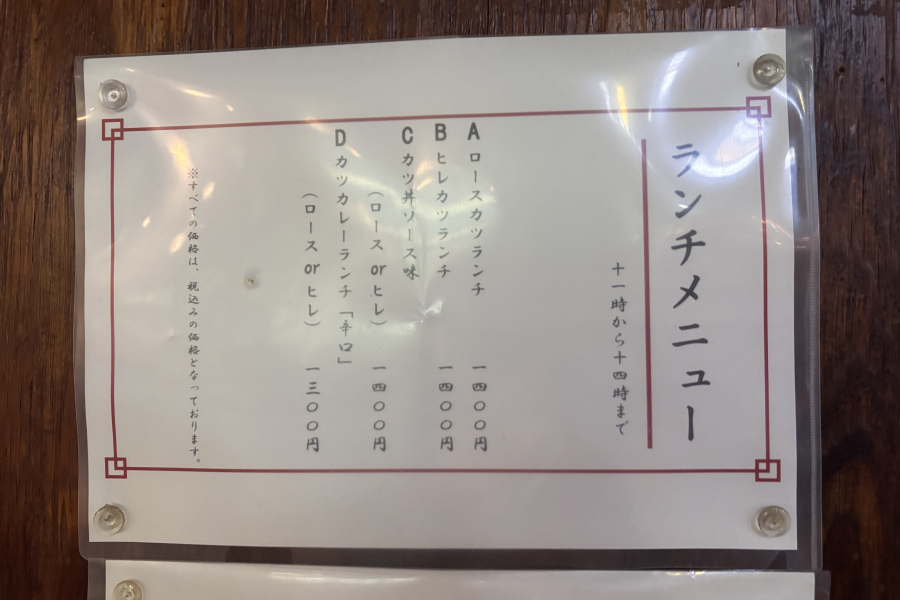 ランチメニュー
十一時から十四時まで
A ロースカツランチ 一四〇〇円
B ヒレカツランチ 一四〇〇円
C カツ丼ソース味
(ロース or ヒレ) 一四〇〇円
D カツカレーランチ「辛口」
(ロース or ヒレ) 一三〇〇円
※すべての価格は、税込みの価格となっております。